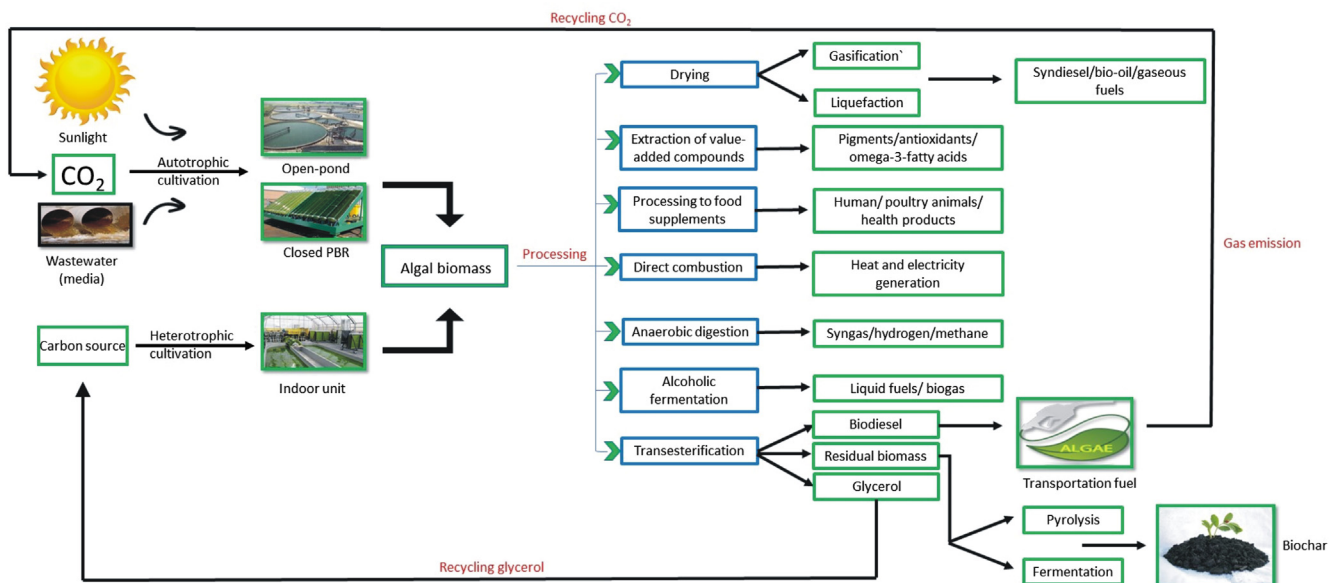 Recycling CO₂
Sunlight
CO₂
Wastewater
(media)
Autotrophic
cultivation
Open-pond
Closed PBR
Carbon source
Heterotrophic
cultivation
Indoor unit
Algal biomass
Processing
Drying
Gasification`
Liquefaction
Syndiesel/bio-oil/gaseous
fuels
Extraction of value-
added compounds
Pigments/antioxidants/
omega-3-fatty acids
Processing to food
supplements
Human/ poultry animals/
health products
Direct combustion
Heat and electricity
generation
Anaerobic digestion
Syngas/hydrogen/methane
Alcoholic
fermentation
Liquid fuels/ biogas
Transesterification
Biodiesel
Residual biomass
Glycerol
ALGAE
Transportation fuel
Gas emission
Pyrolysis
Fermentation
Biochar
Recycling glycerol